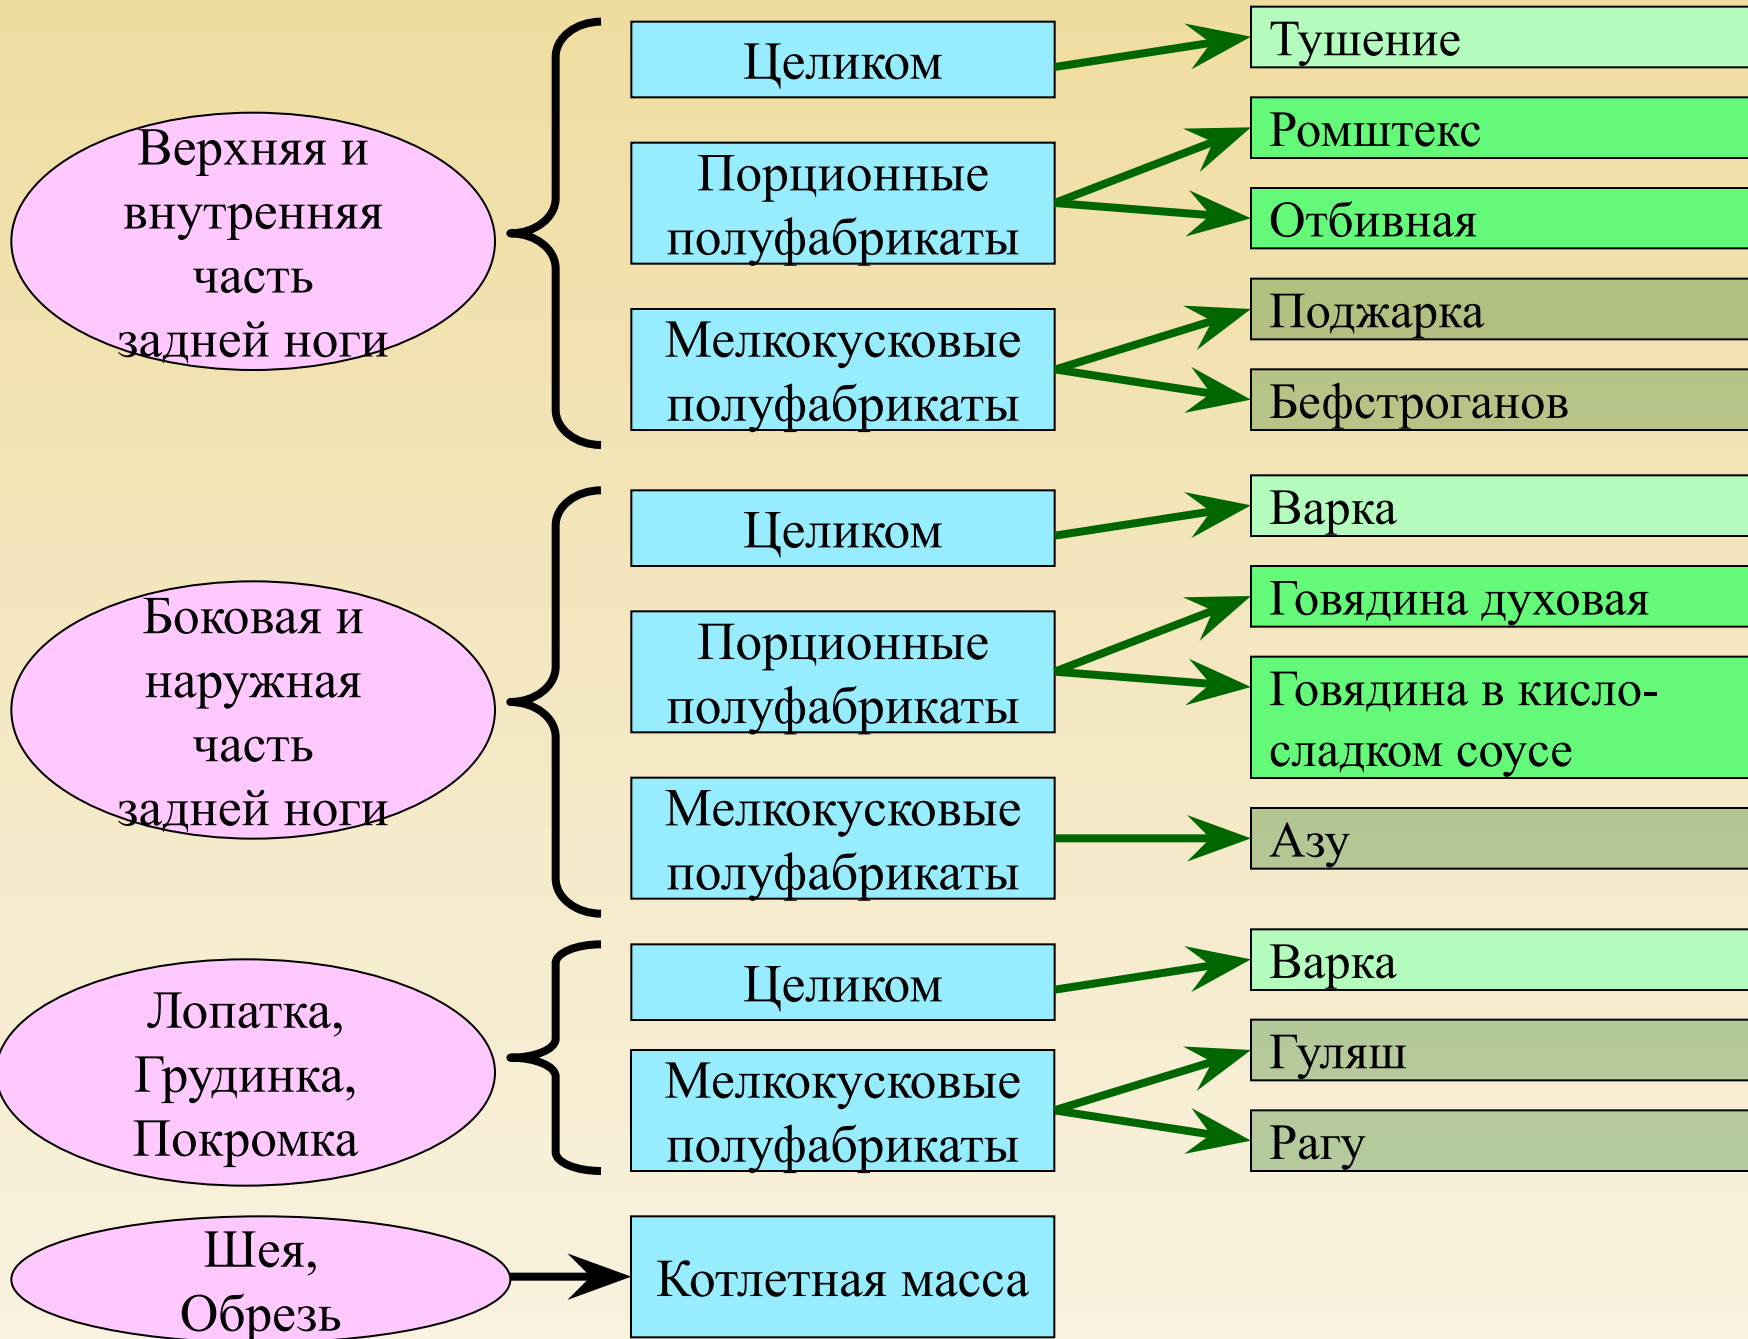 Верхняя и
внутренняя
часть
задней ноги
Целиком
Тушение
Порционные
полуфабрикаты
Ромштекс
Отбивная
Мелкокусковые
полуфабрикаты
Поджарка
Бефстроганов
Боковая и
наружная
часть
задней ноги
Целиком
Варка
Порционные
полуфабрикаты
Говядина духовая
Говядина в кисло-
сладком соусе
Мелкокусковые
полуфабрикаты
Азу
Лопатка,
Грудинка,
Покромка
Целиком
Варка
Мелкокусковые
полуфабрикаты
Гуляш
Рагу
Шея,
Обрезь
Котлетная масса